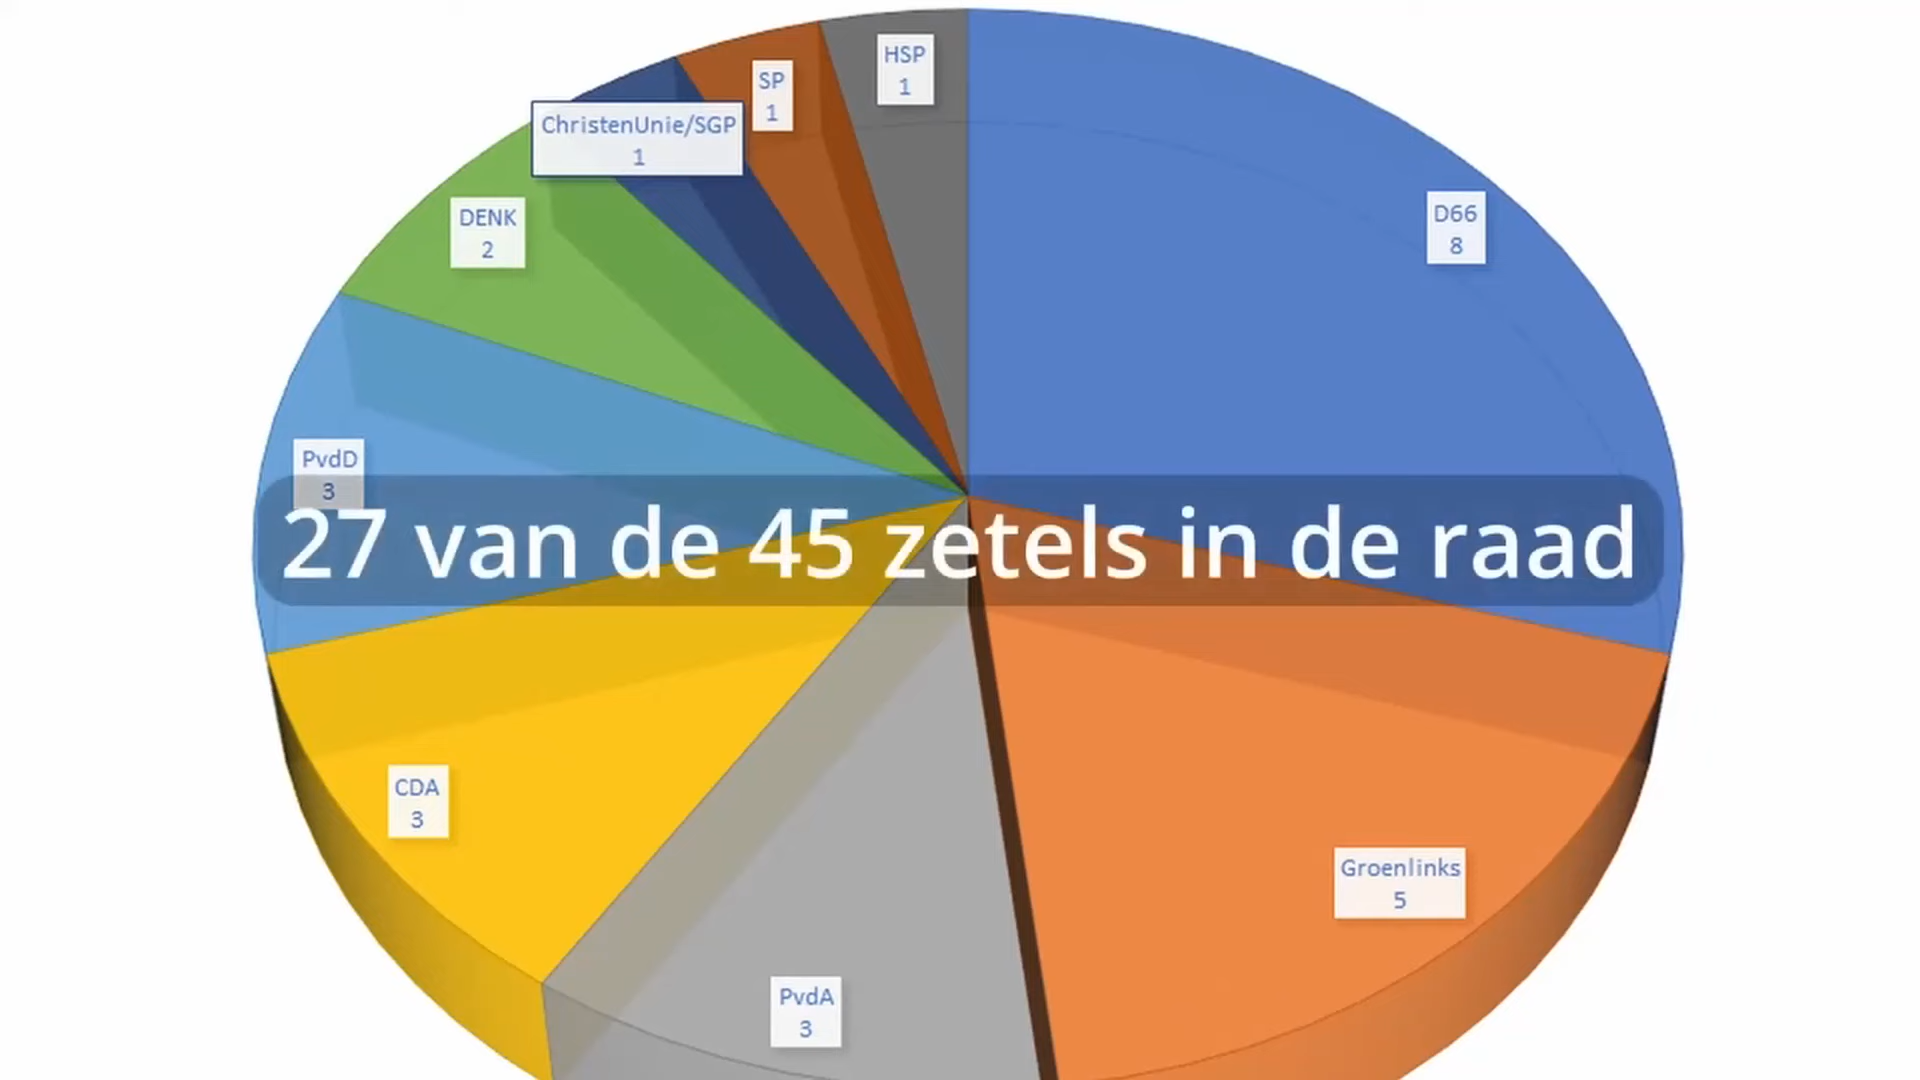 HSP
1
SP
1
ChristenUnie/SGP
1
D66
8
DENK
2
PvdD
3
27 van de 45 zetels in de raad
CDA
3
Groenlinks
5
PvdA
3